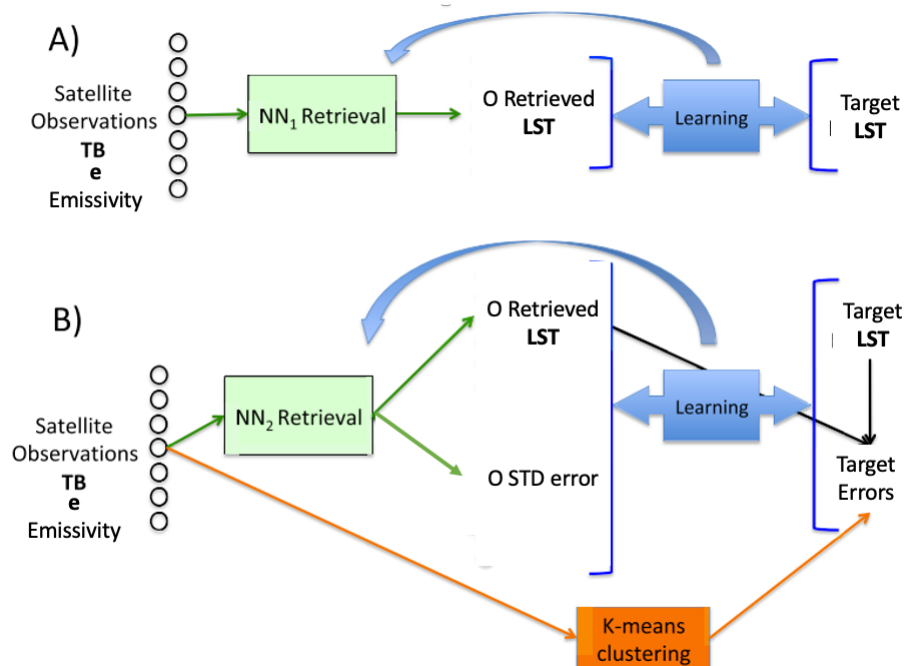 A)
Satellite
Observations
TB
e
Emissivity
NN₁ Retrieval
O Retrieved
LST
Learning
Target
LST
B)
Satellite
Observations
TB
e
Emissivity
NN₂ Retrieval
O Retrieved
LST
O STD error
Learning
Target
LST
Target
Errors
K-means
clustering